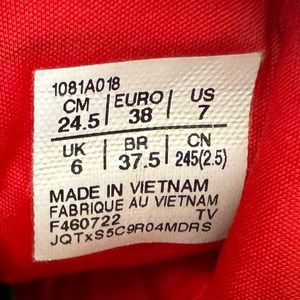 1081A018
CM EURO US
24.5 38 7
UK BR CN
6 37.5 245(2.5)
MADE IN VIETNAM
FABRIQUE AU VIETNAM
F460722 TV
JQTxS5C9R04MDRS